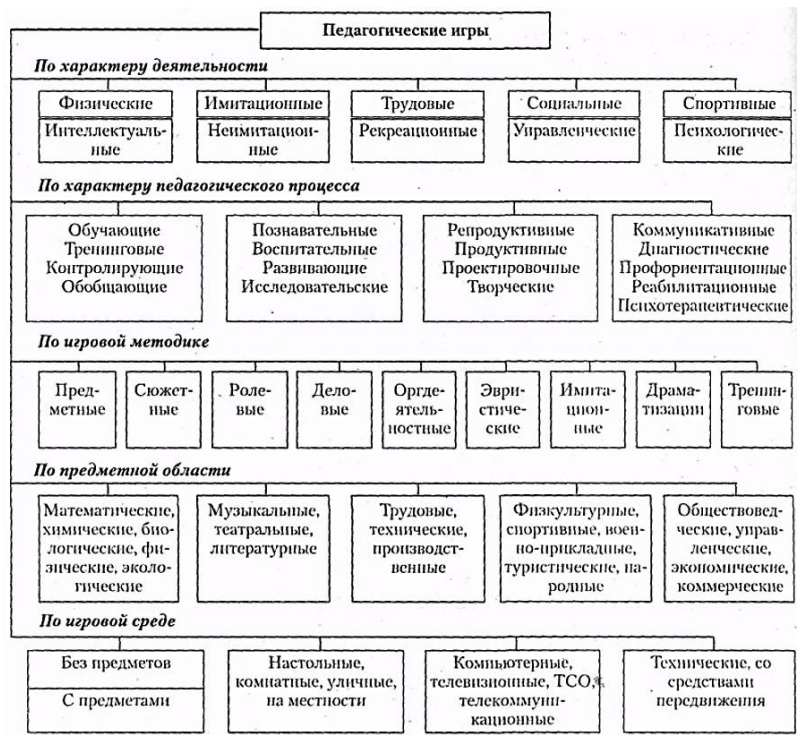 Педагогические игры
По характеру деятельности
Физические
Имитационные
Трудовые
Социальные
Спортивные
Интеллектуаль-
ные
Неимитацион-
ные
Рекреационные
Управленческие
Психологичес-
кие
По характеру педагогического процесса
Обучающие
Тренинговые
Контролирующие
Обобщающие
Познавательные
Воспитательные
Развивающие
Исследовательские
Репродуктивные
Продуктивные
Проектировочные
Творческие
Коммуникативные
Диагностические
Профориентационные
Реабилитационные
Психотерапевтические
По игровой методике
Пред-
метные
Сюжет-
ные
Роле-
вые
Дело-
вые
Оргде-
ятель-
ностные
Эври-
стиче-
ские
Имита-
цион-
ные
Драма-
тизации
Тренин-
говые
По предметной области
Математические,
химические, био-
логические, фи-
зические, эколо-
гические
Музыкальные,
театральные,
литературные
Трудовые,
технические,
производст-
венные
Физкультурные,
спортивные, воен-
но-прикладные,
туристические, на-
родные
Обществовед-
ческие, управ-
ленческие,
экономические,
коммерческие
По игровой среде
Без предметов
С предметами
Настольные,
комнатные, уличные,
на местности
Компьютерные,
телевизионные, ТСО,
телекоммуни-
кационные
Технические, со
средствами
передвижения